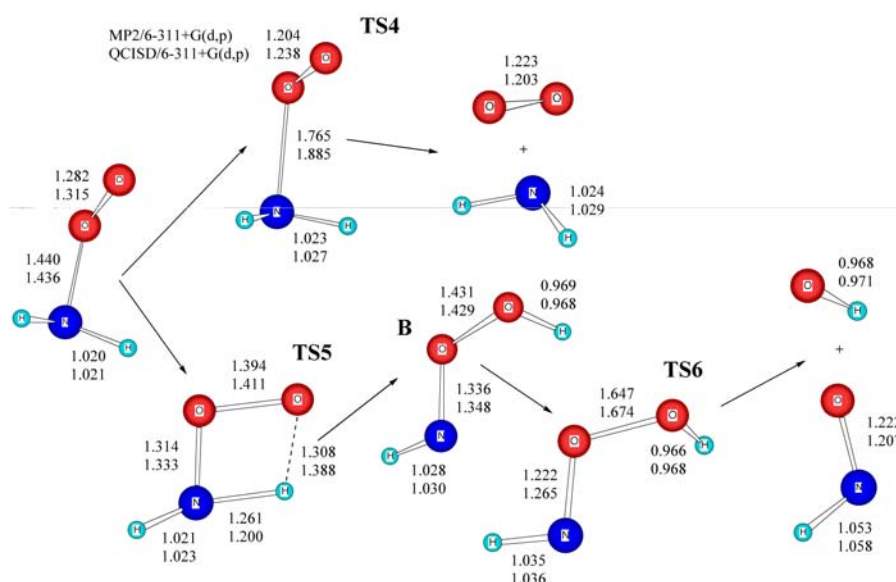 MP2/6-311+G(d,p)
QCISD/6-311+G(d,p)
1.204
1.238
TS4
O
O
1.765
1.885
H
N
H
1.023
1.027
1.223
1.203
O
O
+
H
N
H
1.024
1.029
1.282
1.315
O
O
1.440
1.436
H
N
H
1.020
1.021
TS5
1.394
1.411
O
O
1.314
1.333
1.308
1.388
H
N
H
1.261
1.200
1.021
1.023
B
1.431
1.429
O
0.969
0.968
H
O
1.336
1.348
H
N
1.028
1.030
TS6
1.647
1.674
O
O
H
0.966
0.968
1.222
1.265
H
N
1.035
1.036
0.968
0.971
O
H
+
O
1.207
N
H
1.053
1.058